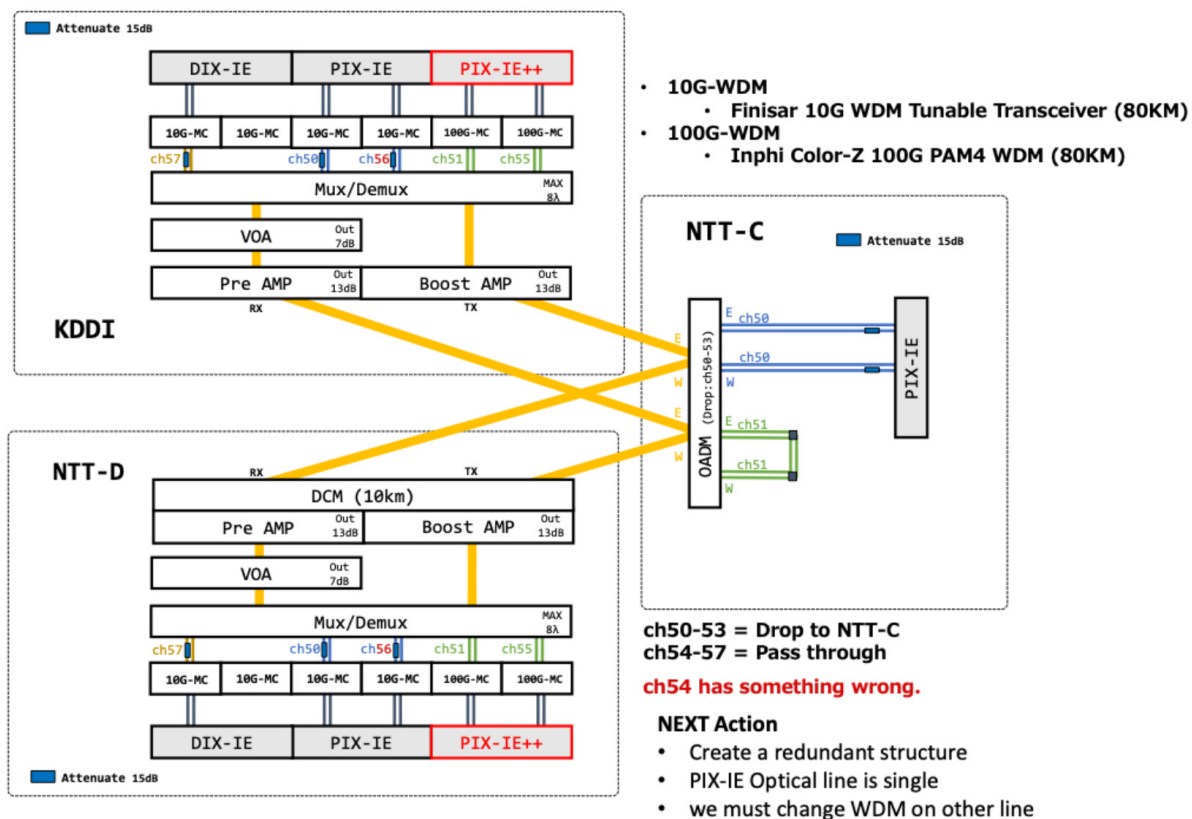 Attenuate 15dB
DIX-IE PIX-IE PIX-IE++
10G-MC 10G-MC 10G-MC 10G-MC 100G-MC 100G-MC
ch57 ch50 ch56 ch51 ch55
Mux/Demux MAX 8λ
VOA Out 7dB
Pre AMP Out 13dB Boost AMP Out 13dB
RX TX
KDDI
• 10G-WDM
• Finisar 10G WDM Tunable Transceiver (80KM)
• 100G-WDM
• Inphi Color-Z 100G PAM4 WDM (80KM)
NTT-C
Attenuate 15dB
E E ch50
ch50
W W
E E ch51
W ch51
W
OADM (Drop:ch50-53)
PIX-IE
NTT-D
RX TX
DCM (10km)
Pre AMP Out 13dB Boost AMP Out 13dB
VOA Out 7dB
Mux/Demux MAX 8λ
ch57 ch50 ch56 ch51 ch55
10G-MC 10G-MC 10G-MC 10G-MC 100G-MC 100G-MC
DIX-IE PIX-IE PIX-IE++
Attenuate 15dB
ch50-53 = Drop to NTT-C
ch54-57 = Pass through
ch54 has something wrong.
NEXT Action
• Create a redundant structure
• PIX-IE Optical line is single
• we must change WDM on other line